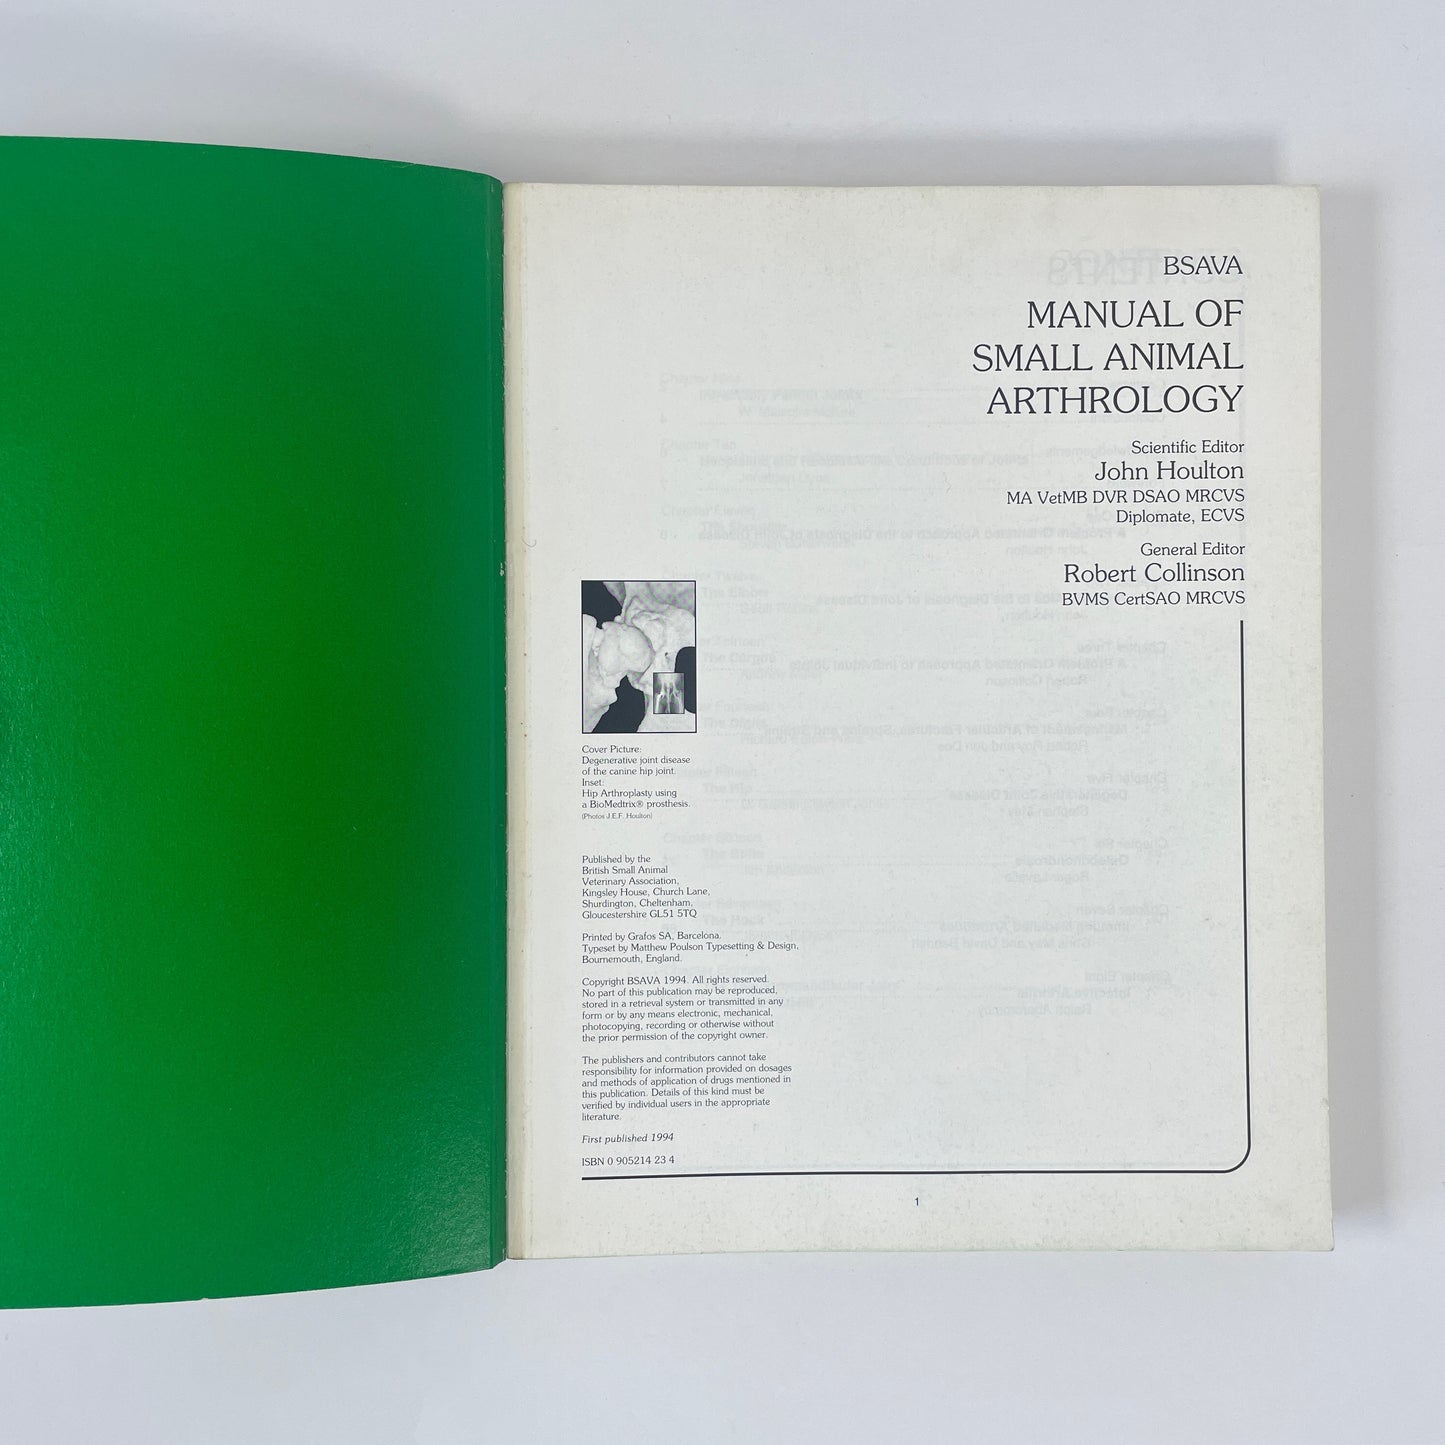 BSAVA
MANUAL OF
SMALL ANIMAL
ARTHROLOGY
Scientific Editor
John Houlton
MA VetMB DVR DSAO MRCVS
Diplomate, ECVS
General Editor
Robert Collinson
BVMS CertSAO MRCVS
Cover Picture:
Degenerative joint disease
of the canine hip joint.
Inset:
Hip Arthroplasty using
a BioMedtrix® prosthesis.
(Photos J.E.F. Houlton)
Published by the
British Small Animal
Veterinary Association,
Kingsley House, Church Lane,
Shurdington, Cheltenham,
Gloucestershire GL51 5TQ
Printed by Grafos SA, Barcelona.
Typeset by Matthew Poulson Typesetting & Design,
Bournemouth, England.
Copyright BSAVA 1994. All rights reserved.
No part of this publication may be reproduced,
stored in a retrieval system or transmitted in any
form or by any means electronic, mechanical,
photocopying, recording or otherwise without
the prior permission of the copyright owner.
The publishers and contributors cannot take
responsibility for information provided on dosages
and methods of application of drugs mentioned in
this publication. Details of this kind must be
verified by individual users in the appropriate
literature.
First published 1994
ISBN 0 905214 23 4
1